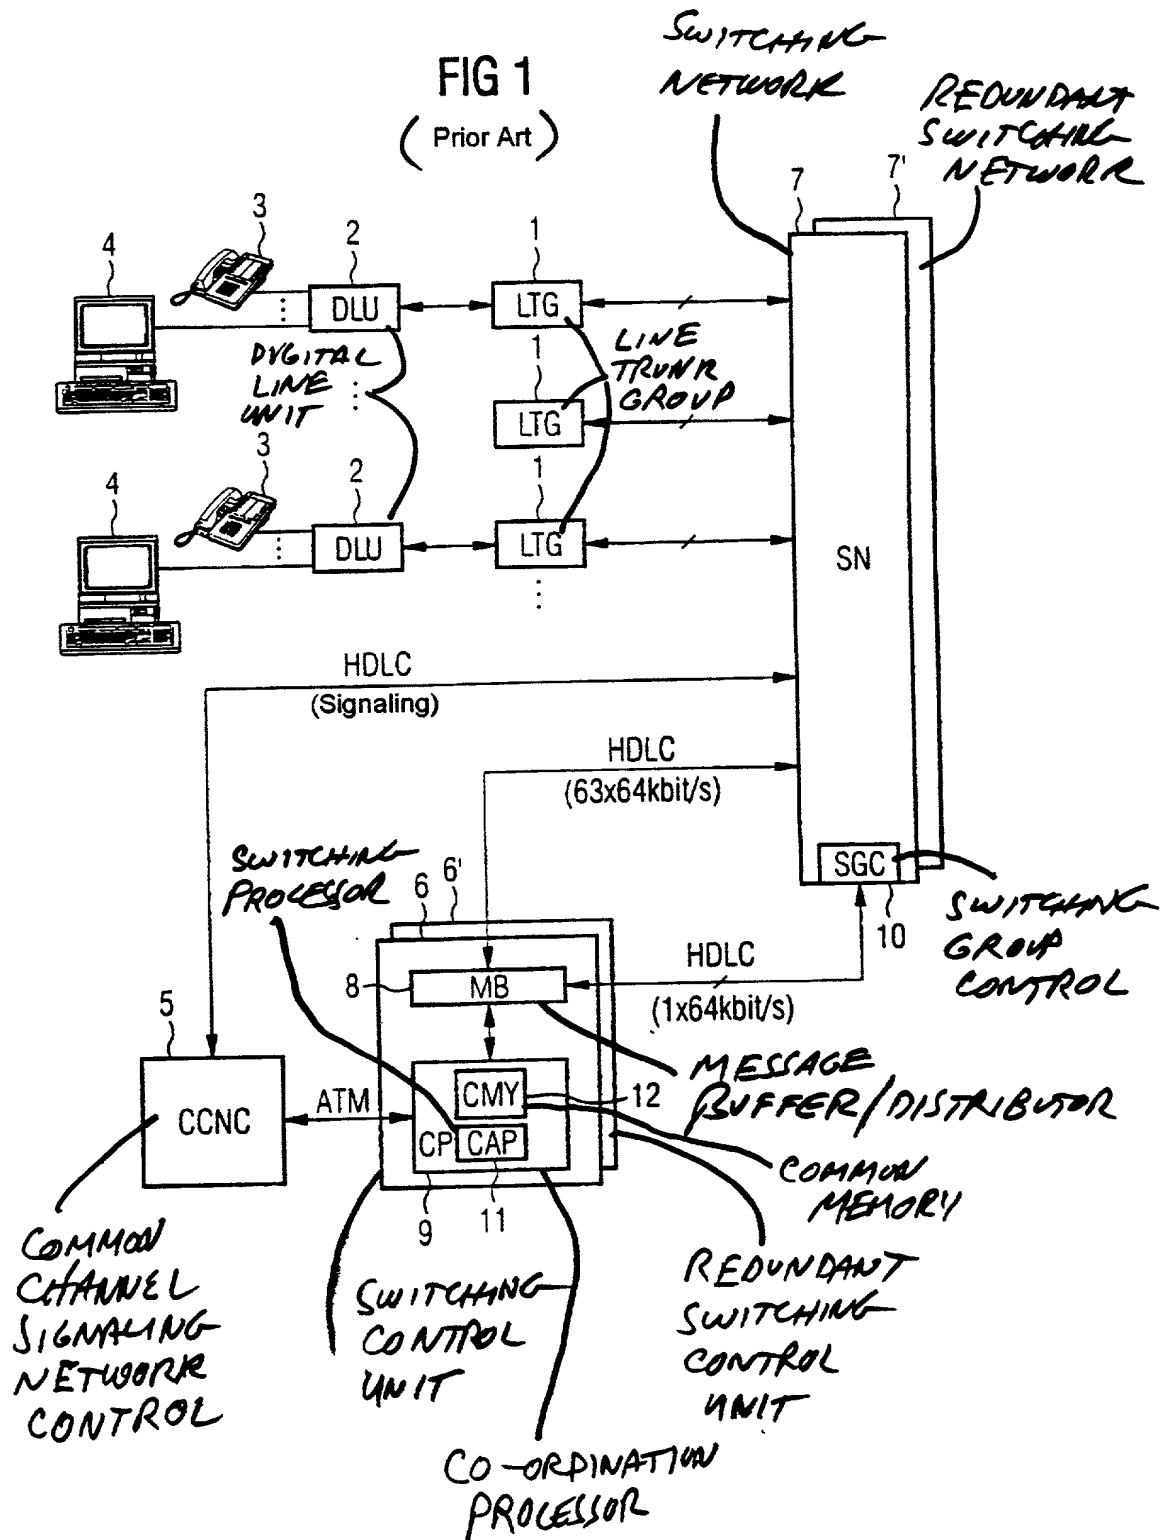 SWITCHING
NETWORK
FIG 1
(Prior Art)
REDUNDANT
SWITCHING
NETWORK
7
7'
3
4
2
1
DLU
LTG
DIGITAL
LINE
UNIT
LINE
TRUNK
GROUP
1
LTG
3
4
2
1
DLU
LTG
SN
HDLC
(Signaling)
HDLC
(63x64kbit/s)
SWITCHING
PROCESSOR
6'
6
SGC
10
SWITCHING
GROUP
CONTROL
8
MB
HDLC
(1x64kbit/s)
5
CCNC
ATM
CMY
12
CP
CAP
9
11
MESSAGE
BUFFER/DISTRIBUTOR
COMMON
MEMORY
COMMON
CHANNEL
SIGNALING
NETWORK
CONTROL
SWITCHING
CONTROL
UNIT
REDUNDANT
SWITCHING
CONTROL
UNIT
CO-ORDINATION
PROCESSOR